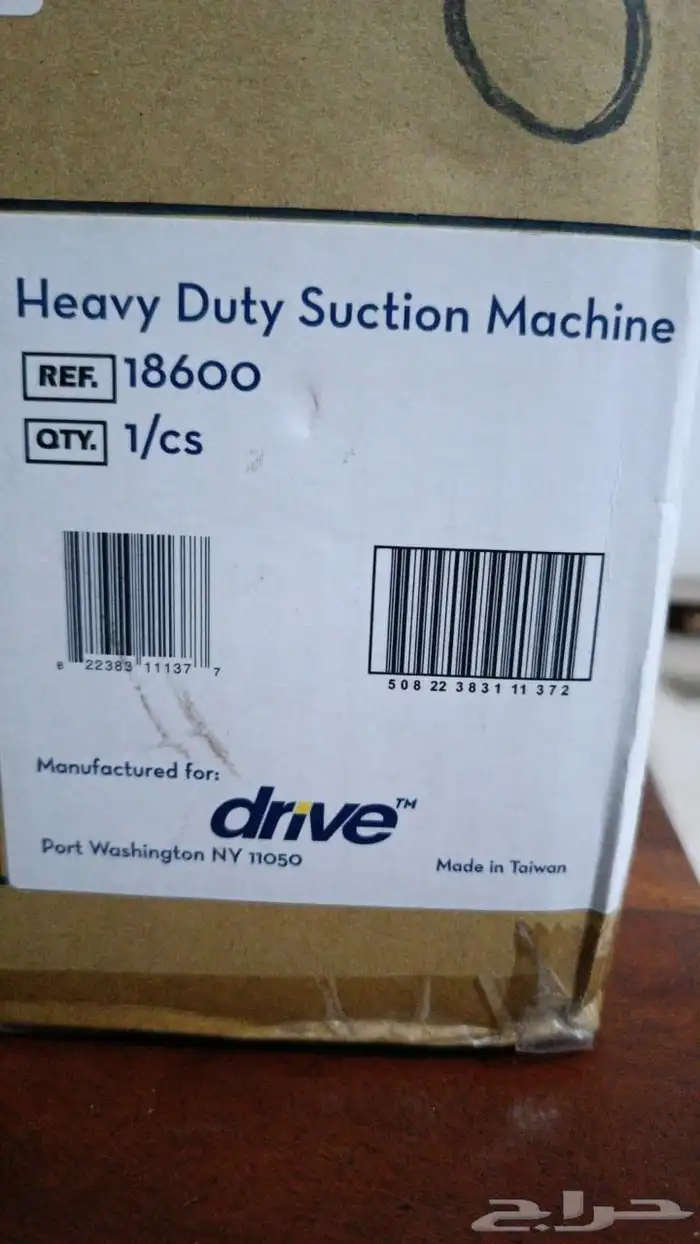 Heavy Duty Suction Machine
REF. 18600
QTY. 1/cs
8 22383 11137 7
508 22 3831 11 372
Manufactured for:
drive™
Port Washington NY 11050
Made in Taiwan
حراج